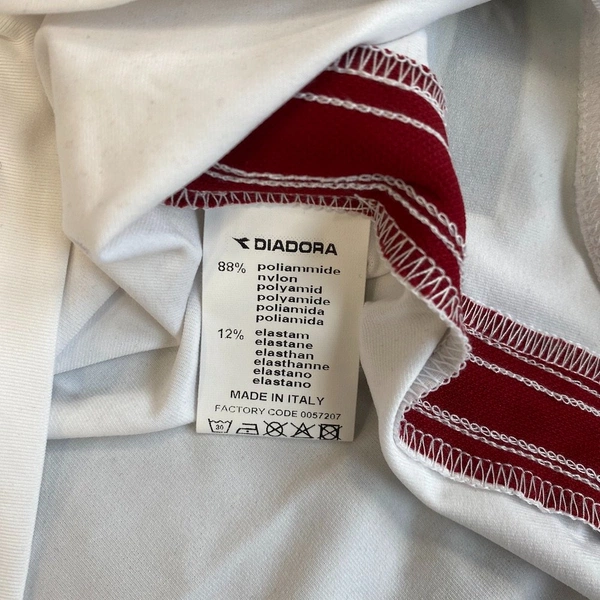 DIADORA
88% poliammide
nylon
polyamid
polyamide
poliamida
poliamida
12% elastam
elastane
elasthan
elasthanne
elastano
elastano
MADE IN ITALY
FACTORY CODE 0057207
30